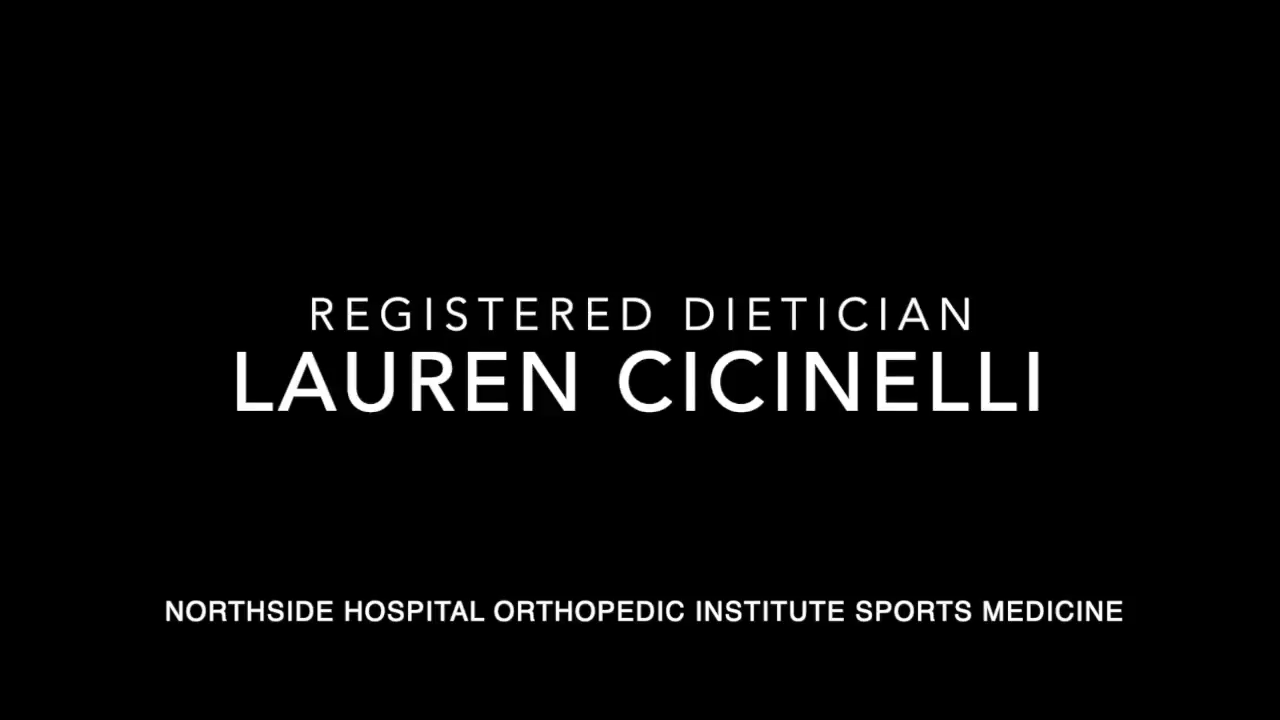 REGISTERED DIETICIAN
LAUREN CICINELLI
NORTHSIDE HOSPITAL ORTHOPEDIC INSTITUTE SPORTS MEDICINE